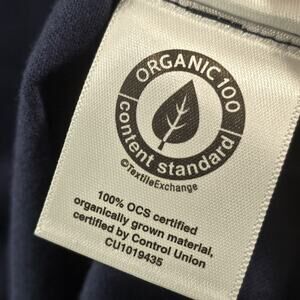 ORGANIC 100
content standard
©TextileExchange
100% OCS certified
organically grown material,
certified by Control Union
CU1019435